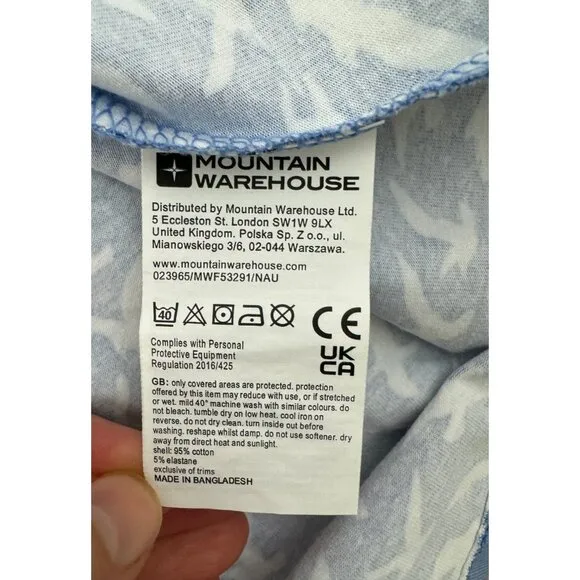 MOUNTAIN
WAREHOUSE
Distributed by Mountain Warehouse Ltd.
5 Eccleston St. London SW1W 9LX
United Kingdom. Polska Sp. Z o.o., ul.
Mianowskiego 3/6, 02-044 Warszawa.
www.mountainwarehouse.com
023965/MWF53291/NAU
40
CE
UK
CA
Complies with Personal
Protective Equipment
Regulation 2016/425
GB: only covered areas are protected. protection
offered by this item may reduce with use, or if stretched
or wet. mild 40° machine wash with similar colours. do
not bleach. tumble dry on low heat. cool iron on
reverse. do not dry clean. turn inside out before
washing. reshape whilst damp. do not use softener. dry
away from direct heat and sunlight.
shell: 95% cotton
5% elastane
exclusive of trims
MADE IN BANGLADESH